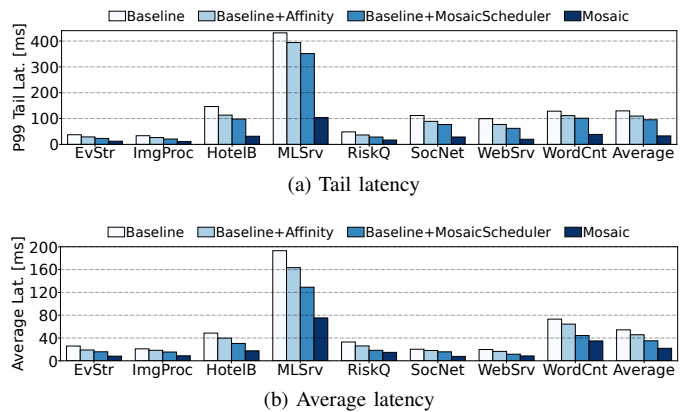 Baseline Baseline+Affinity Baseline+MosaicScheduler Mosaic
P99 Tail Lat. [ms]
400
300
200
100
0
EvStr ImgProc HotelB MLSrv RiskQ SocNet WebSrv WordCnt Average
(a) Tail latency
Baseline Baseline+Affinity Baseline+MosaicScheduler Mosaic
Average Lat. [ms]
200
160
120
80
40
0
EvStr ImgProc HotelB MLSrv RiskQ SocNet WebSrv WordCnt Average
(b) Average latency